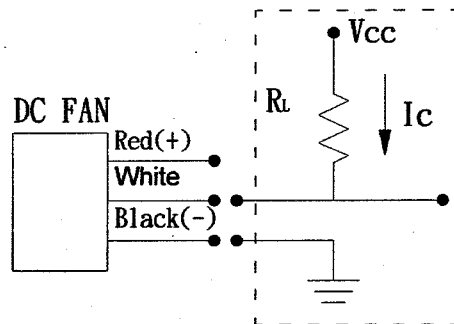 Vcc
RL
Ic
DC FAN
Red(+)
White
Black(-)